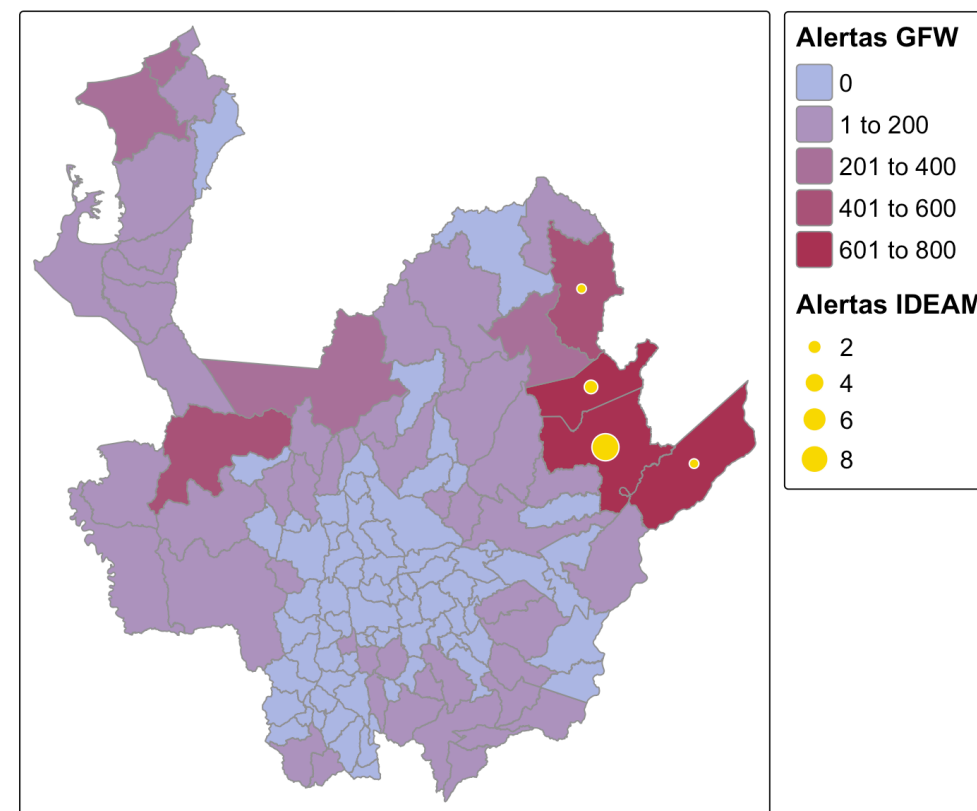 Alertas GFW
0
1 to 200
201 to 400
401 to 600
601 to 800
Alertas IDEAM
2
4
6
8